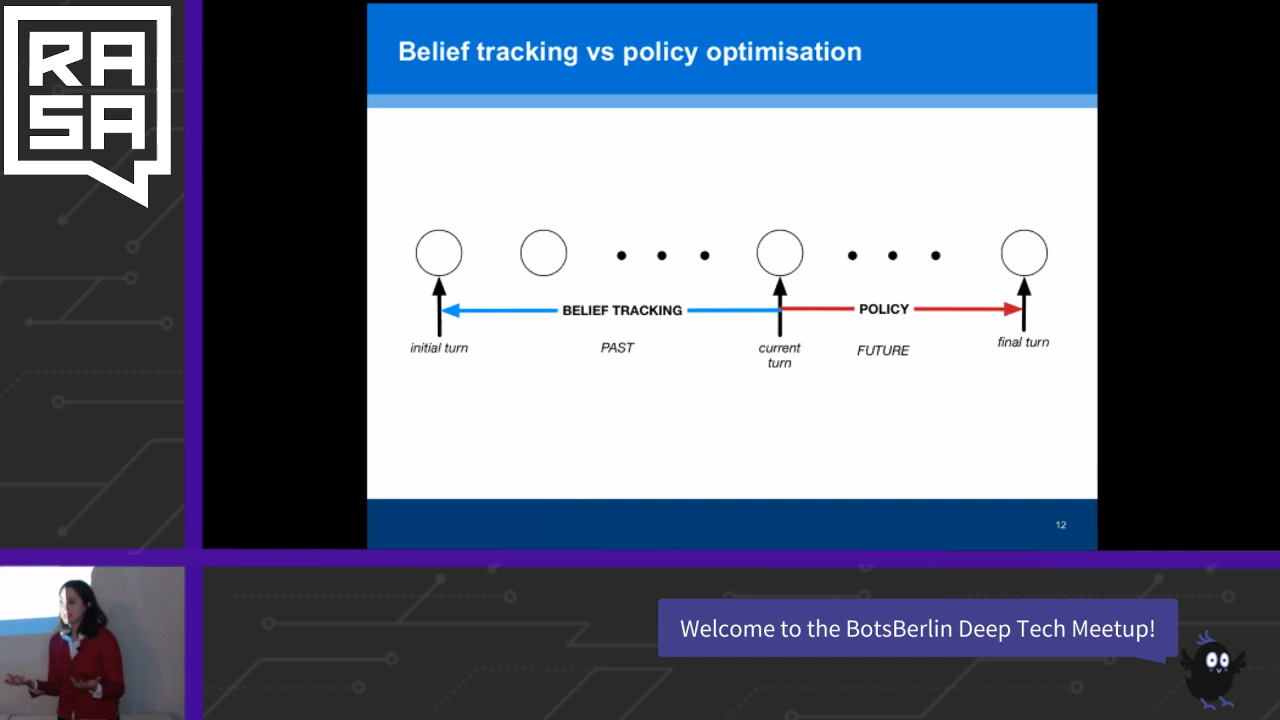 RA
SA
Belief tracking vs policy optimisation
BELIEF TRACKING
POLICY
initial turn
PAST
current
turn
FUTURE
final turn
12
Welcome to the BotsBerlin Deep Tech Meetup!